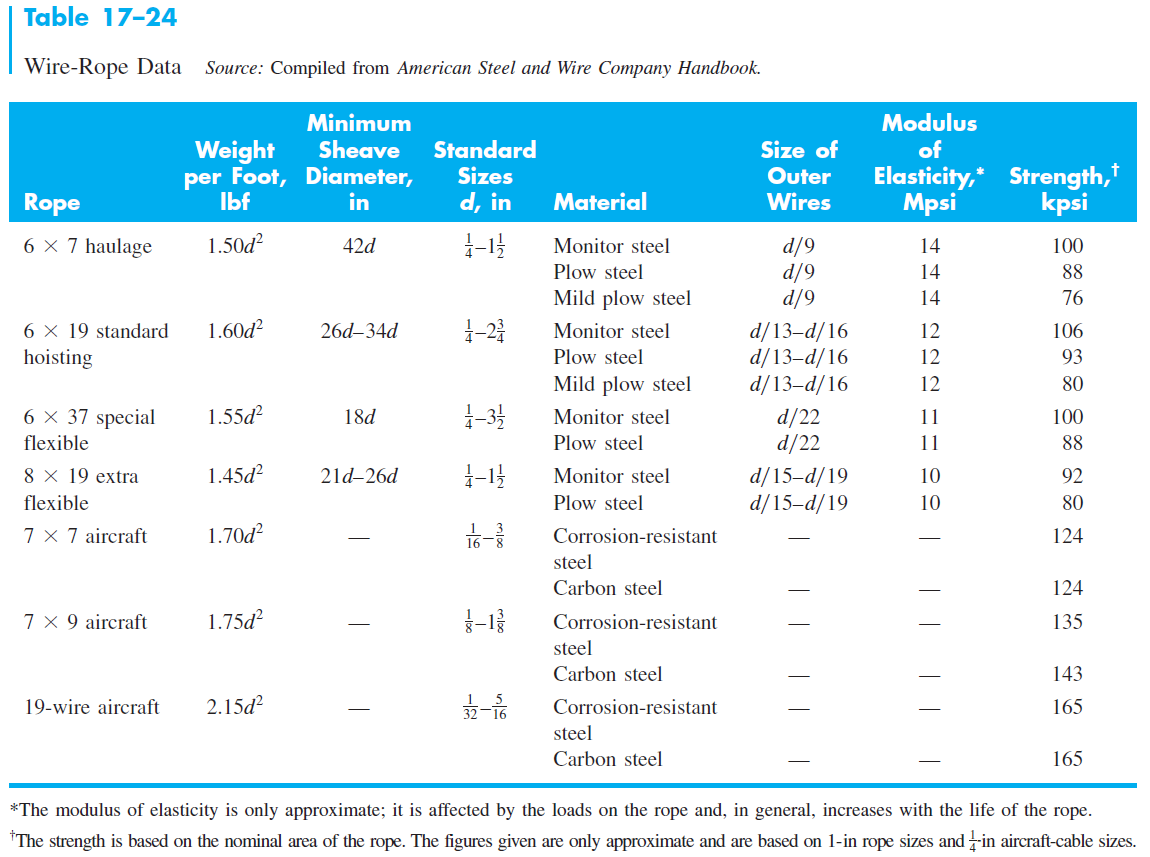 Table 17–24
Wire-Rope Data Source: Compiled from American Steel and Wire Company Handbook.
Minimum Modulus
Weight Sheave Standard Size of of
per Foot, Diameter, Sizes Outer Elasticity,* Strength,†
Rope lbf in d, in Material Wires Mpsi kpsi
6 × 7 haulage 1.50d² 42d 1/4–1 1/2 Monitor steel d/9 14 100
Plow steel d/9 14 88
Mild plow steel d/9 14 76
6 × 19 standard 1.60d² 26d–34d 1/4–2 3/4 Monitor steel d/13–d/16 12 106
hoisting Plow steel d/13–d/16 12 93
Mild plow steel d/13–d/16 12 80
6 × 37 special 1.55d² 18d 1/4–3 1/2 Monitor steel d/22 11 100
flexible Plow steel d/22 11 88
8 × 19 extra 1.45d² 21d–26d 1/4–1 1/2 Monitor steel d/15–d/19 10 92
flexible Plow steel d/15–d/19 10 80
7 × 7 aircraft 1.70d² — 1/16–3/8 Corrosion-resistant — — 124
steel
Carbon steel — — 124
7 × 9 aircraft 1.75d² — 1/8–1 3/8 Corrosion-resistant — — 135
steel
Carbon steel — — 143
19-wire aircraft 2.15d² — 1/32–5/16 Corrosion-resistant — — 165
steel
Carbon steel — — 165
*The modulus of elasticity is only approximate; it is affected by the loads on the rope and, in general, increases with the life of the rope.
†The strength is based on the nominal area of the rope. The figures given are only approximate and are based on 1-in rope sizes and 1/4-in aircraft-cable sizes.